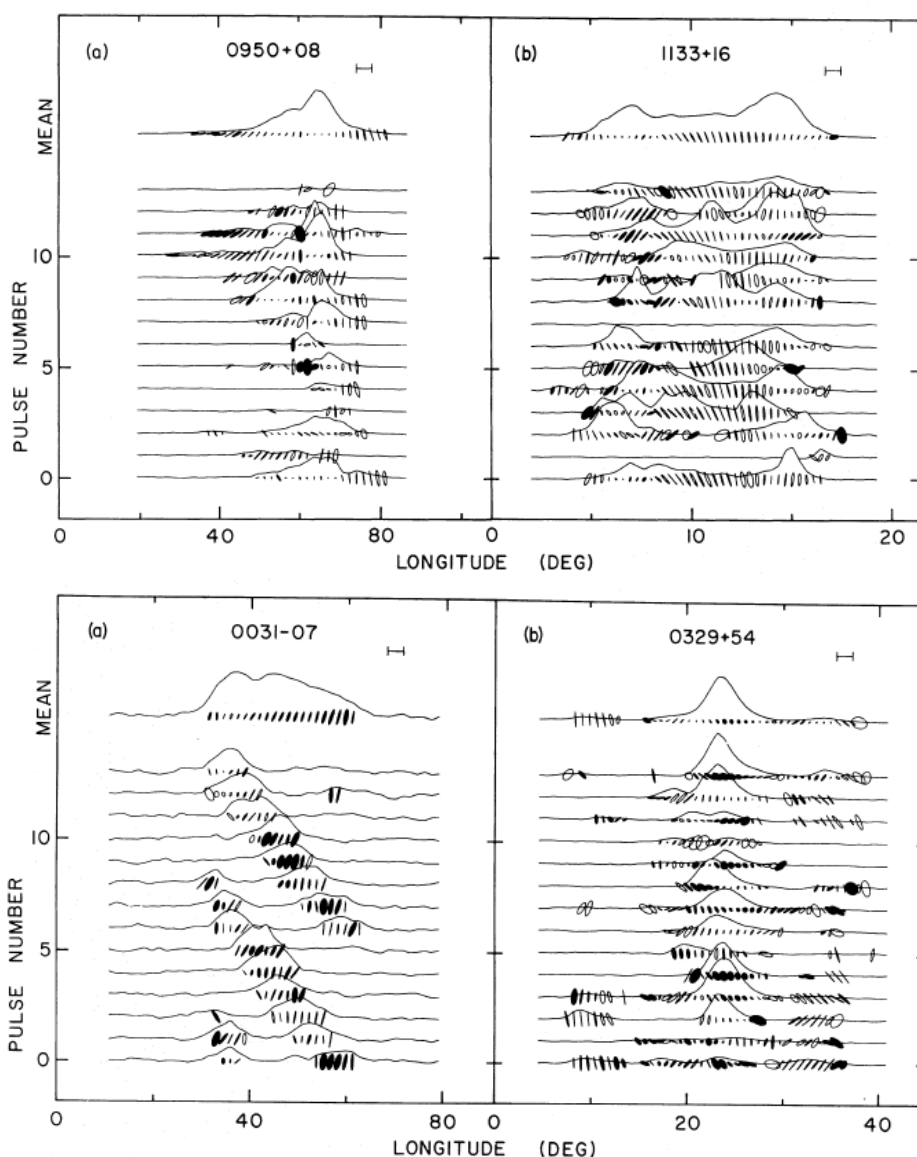 (a) 0950+08
(b) 1133+16
MEAN
PULSE NUMBER
10
5
0
0 40 80 0 10 20
LONGITUDE (DEG)
(a) 0031-07
(b) 0329+54
MEAN
PULSE NUMBER
10
5
0
0 40 80 0 20 40
LONGITUDE (DEG)